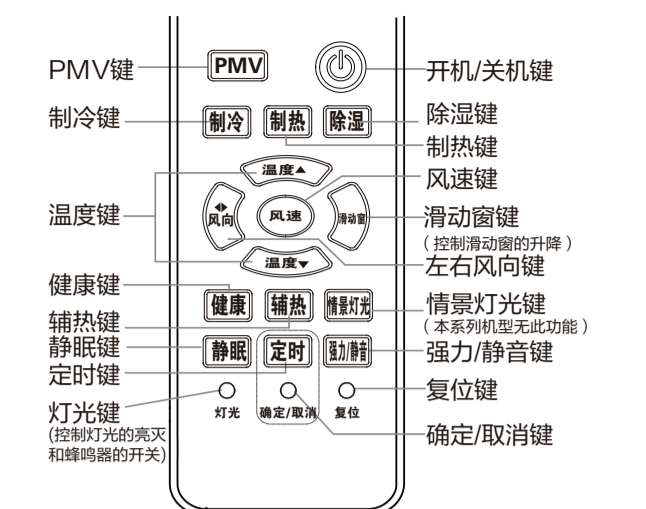 PMV键
PMV
开机/关机键
制冷键
制冷
制热
除湿
除湿键
制热键
温度▲
风速键
温度键
风向
风速
滑动窗
滑动窗键
(控制滑动窗的升降)
温度▼
左右风向键
健康键
健康
辅热
情景灯光
情景灯光键
(本系列机型无此功能)
辅热键
静眠键
静眠
定时
强力/静音
强力/静音键
定时键
复位键
灯光键
(控制灯光的亮灭
和蜂鸣器的开关)
灯光
确定/取消
复位
确定/取消键